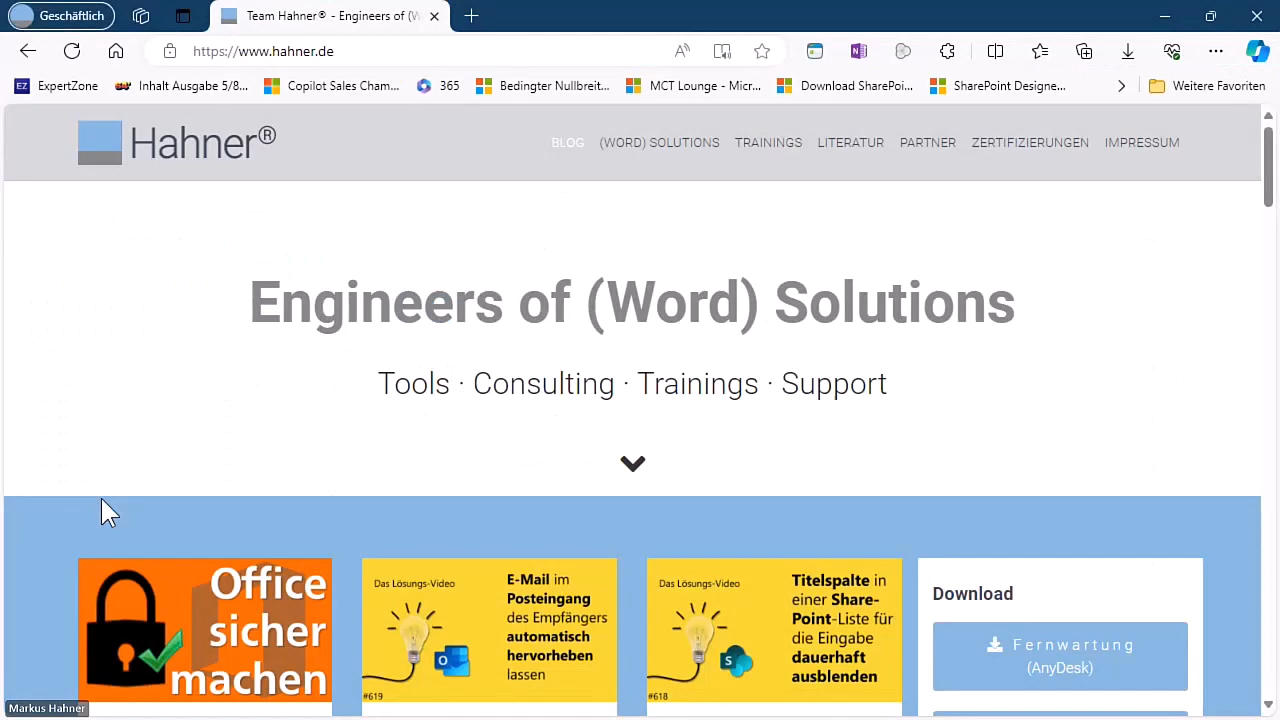 Geschäftlich
Team Hahner® - Engineers of (W
https://www.hahner.de
ExpertZone
Inhalt Ausgabe 5/8...
Copilot Sales Cham...
365
Bedingter Nullbreit...
MCT Lounge - Micr...
Download SharePoi...
SharePoint Designe...
Weitere Favoriten
Hahner®
BLOG
(WORD) SOLUTIONS
TRAININGS
LITERATUR
PARTNER
ZERTIFIZIERUNGEN
IMPRESSUM
Engineers of (Word) Solutions
Tools · Consulting · Trainings · Support
Office
sicher
machen
Das Lösungs-Video
E-Mail im
Posteingang
des Empfängers
automatisch
hervorheben
lassen
#619
Das Lösungs-Video
Titelspalte in
einer Share-
Point-Liste für
die Eingabe
dauerhaft
ausblenden
#618
Download
Fernwartung
(AnyDesk)
Markus Hahner